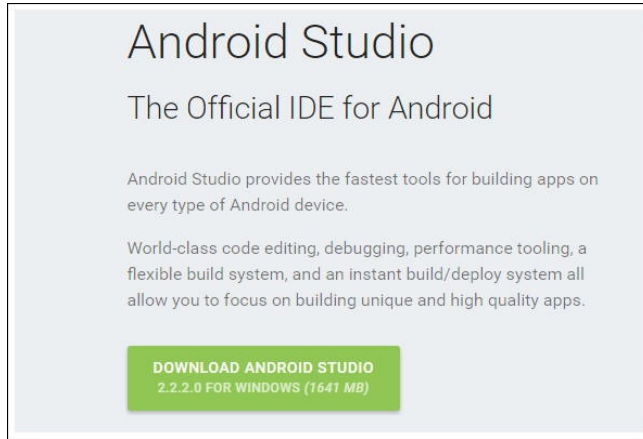 Android Studio
The Official IDE for Android
Android Studio provides the fastest tools for building apps on
every type of Android device.
World-class code editing, debugging, performance tooling, a
flexible build system, and an instant build/deploy system all
allow you to focus on building unique and high quality apps.
DOWNLOAD ANDROID STUDIO
2.2.2.0 FOR WINDOWS (1641 MB)